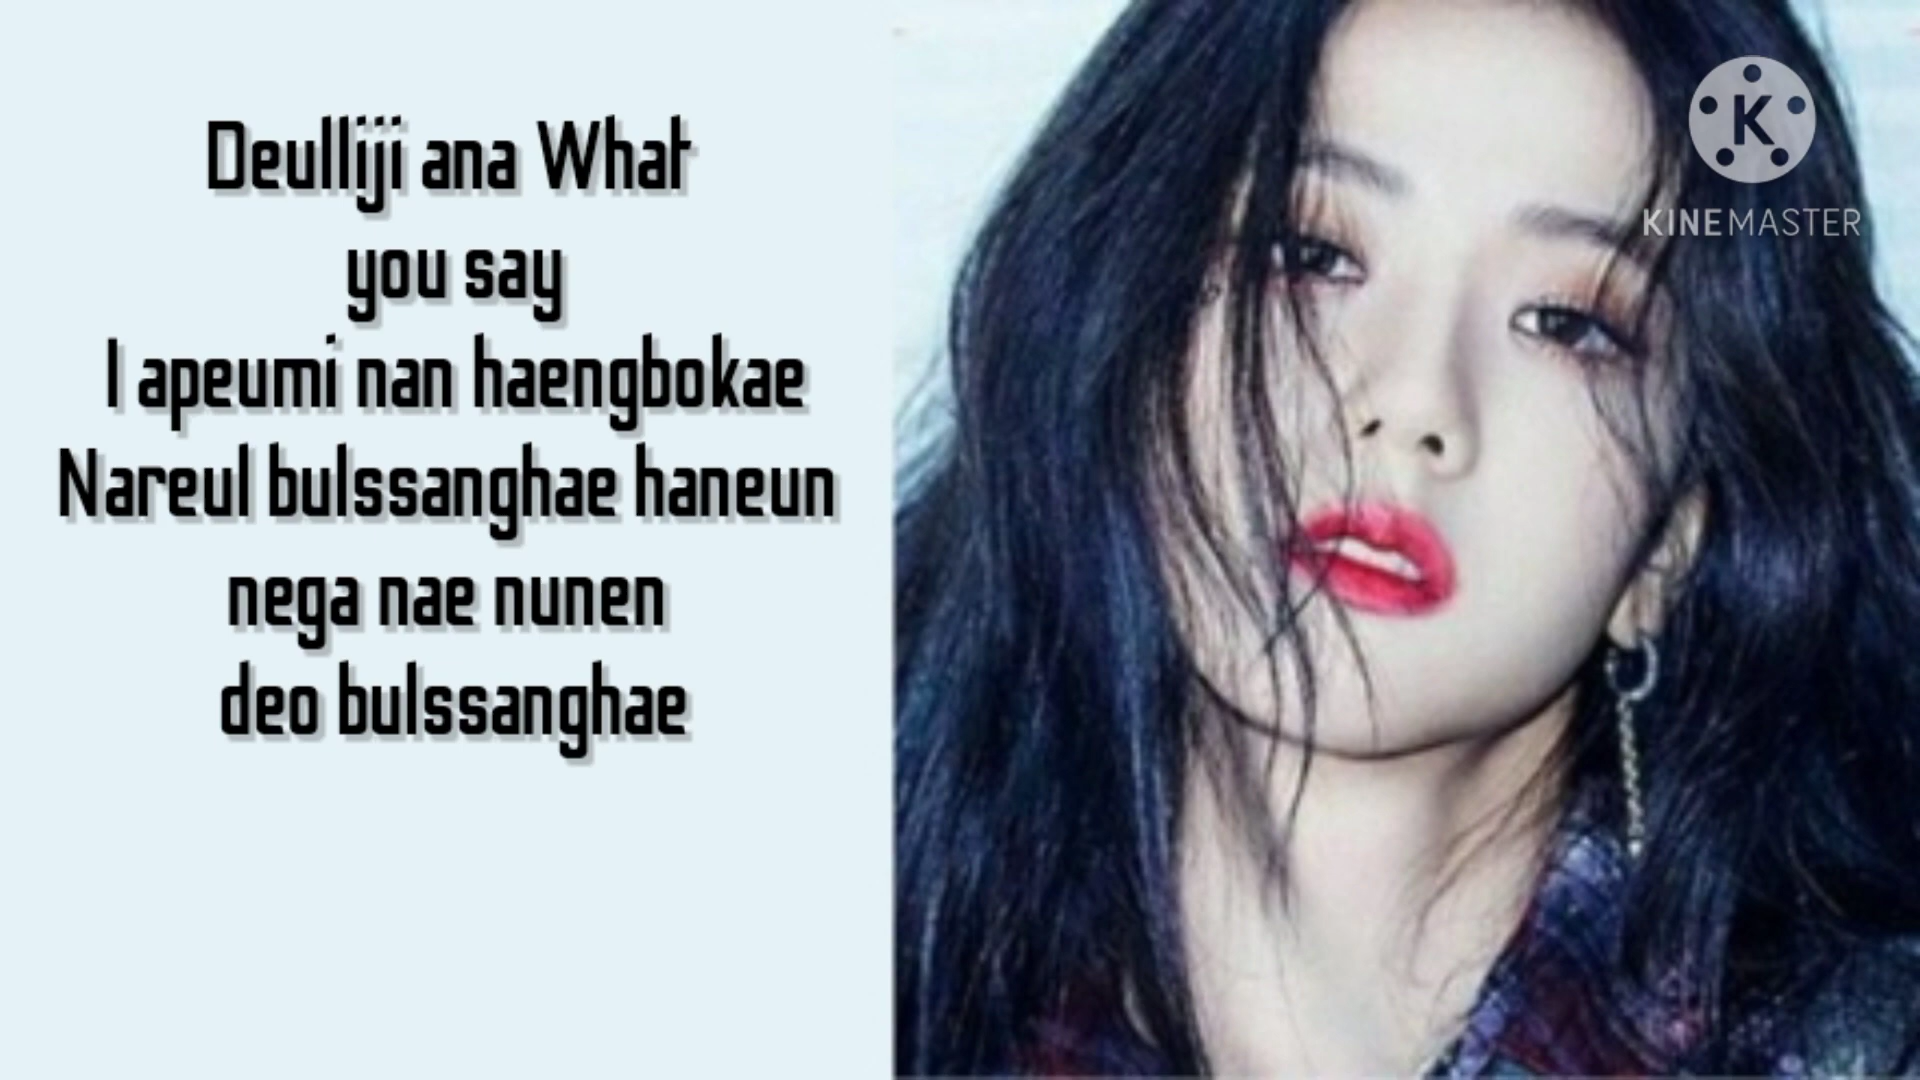 Deulliji ana What
you say
I apeumi nan haengbokae
Nareul bulssanghae haneun
nega nae nunen
deo bulssanghae
K
KINEMASTER